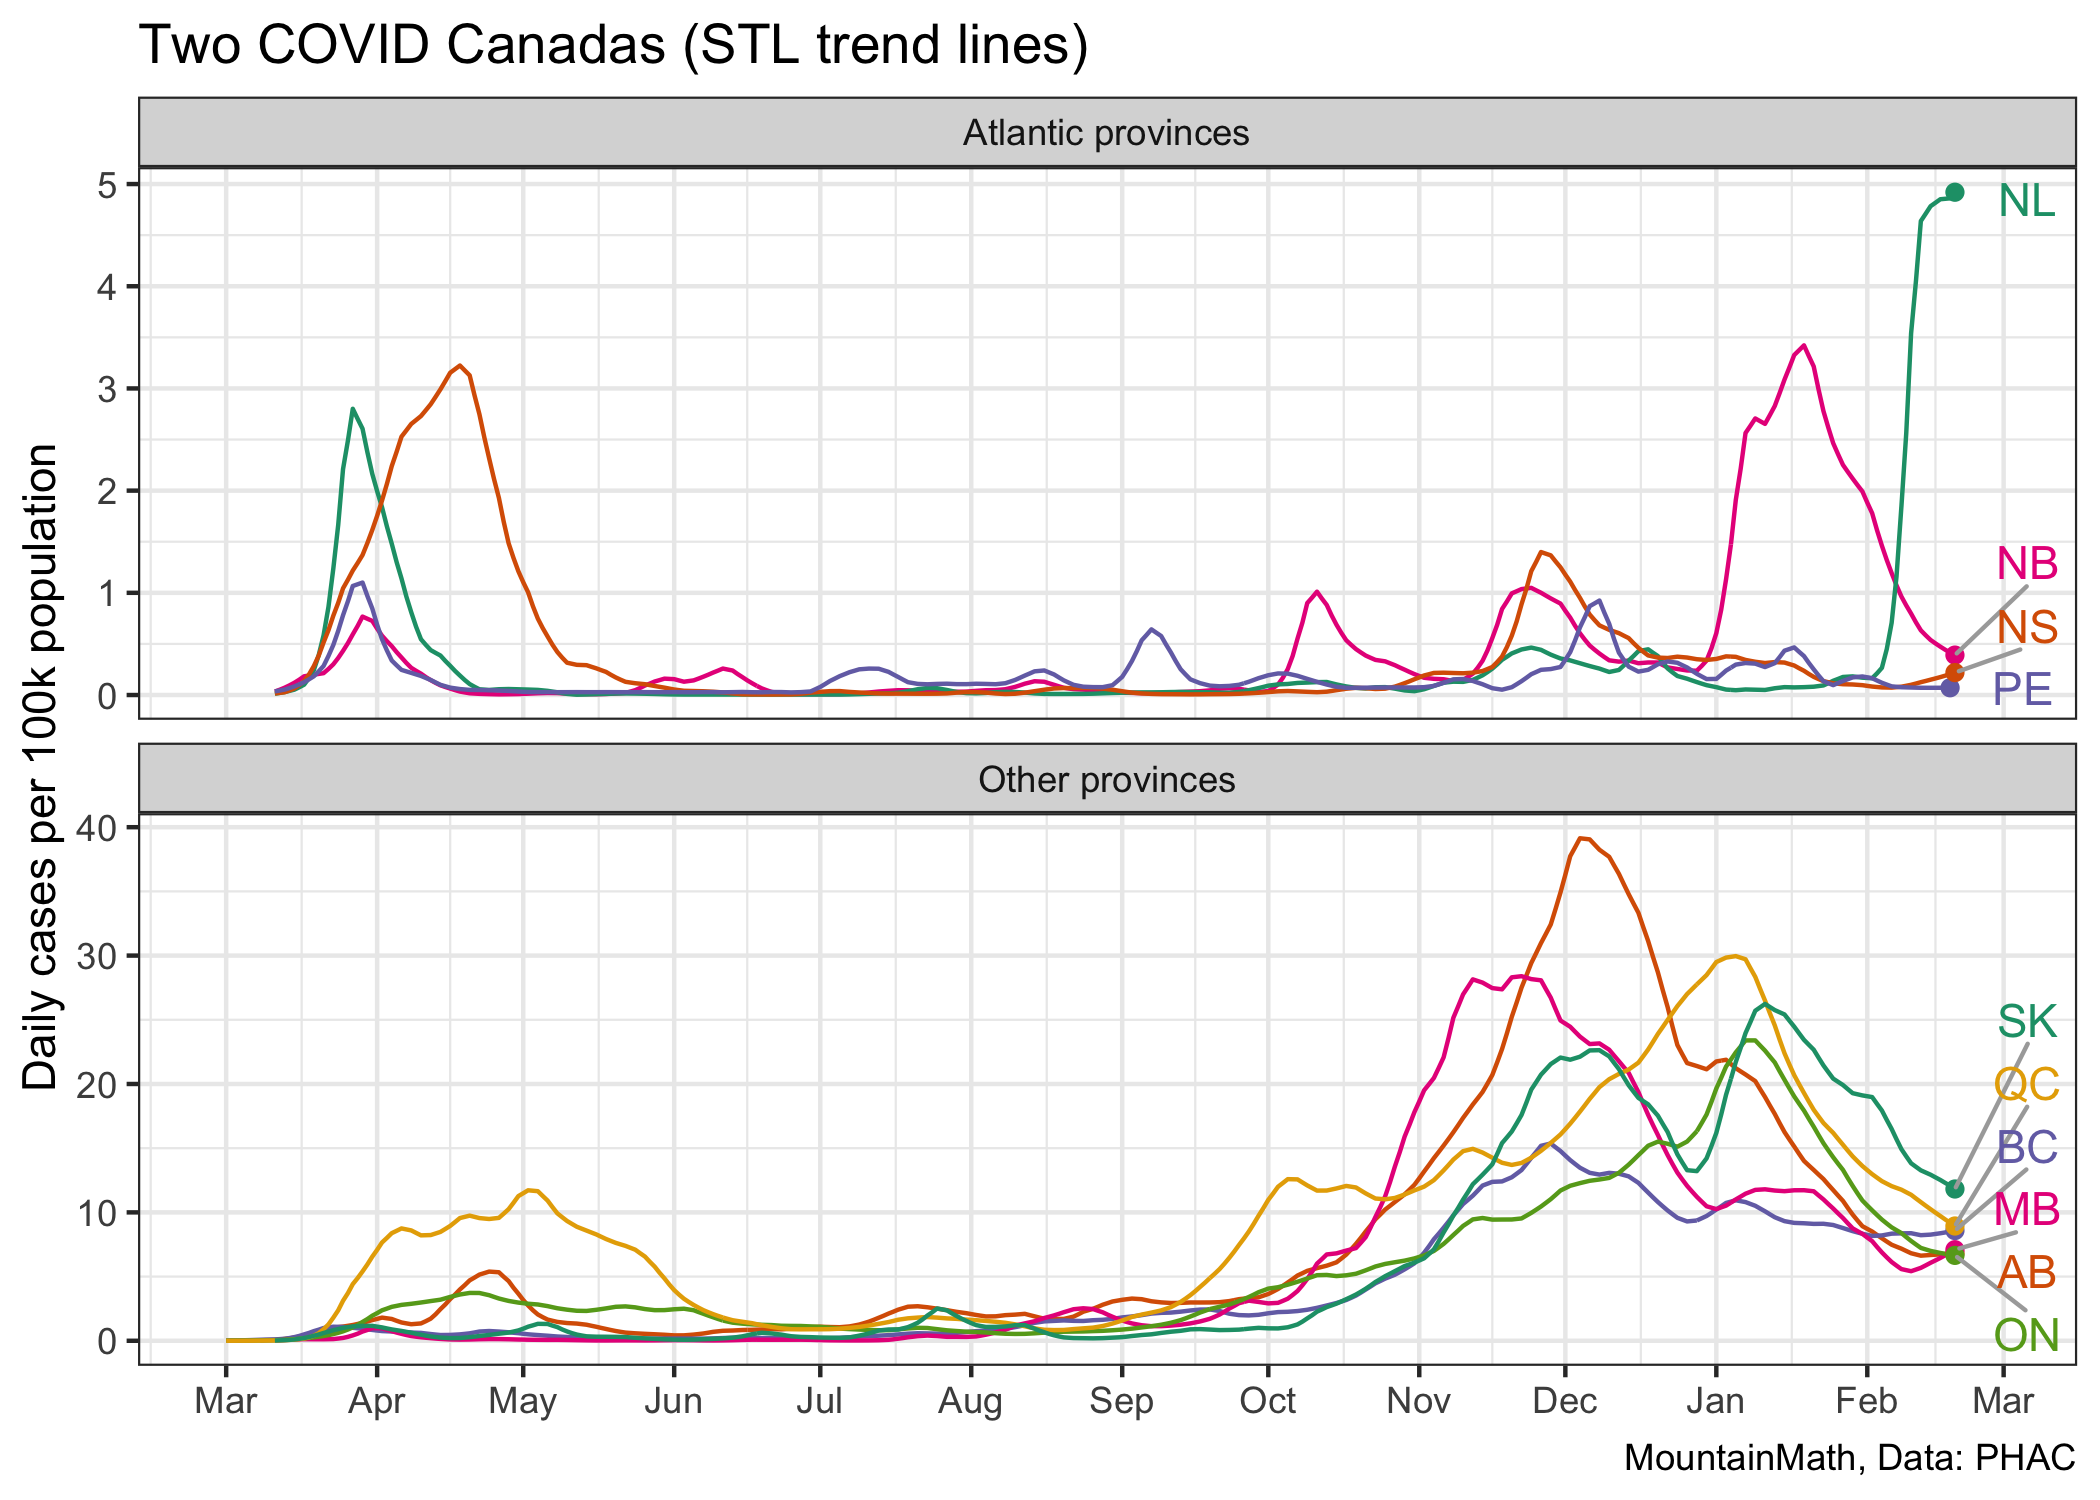 Two COVID Canadas (STL trend lines)
Atlantic provinces
5
4
3
2
1
0
NL
NB
NS
PE
Daily cases per 100k population
Other provinces
40
30
20
10
0
SK
QC
BC
MB
AB
ON
Mar Apr May Jun Jul Aug Sep Oct Nov Dec Jan Feb Mar
MountainMath, Data: PHAC